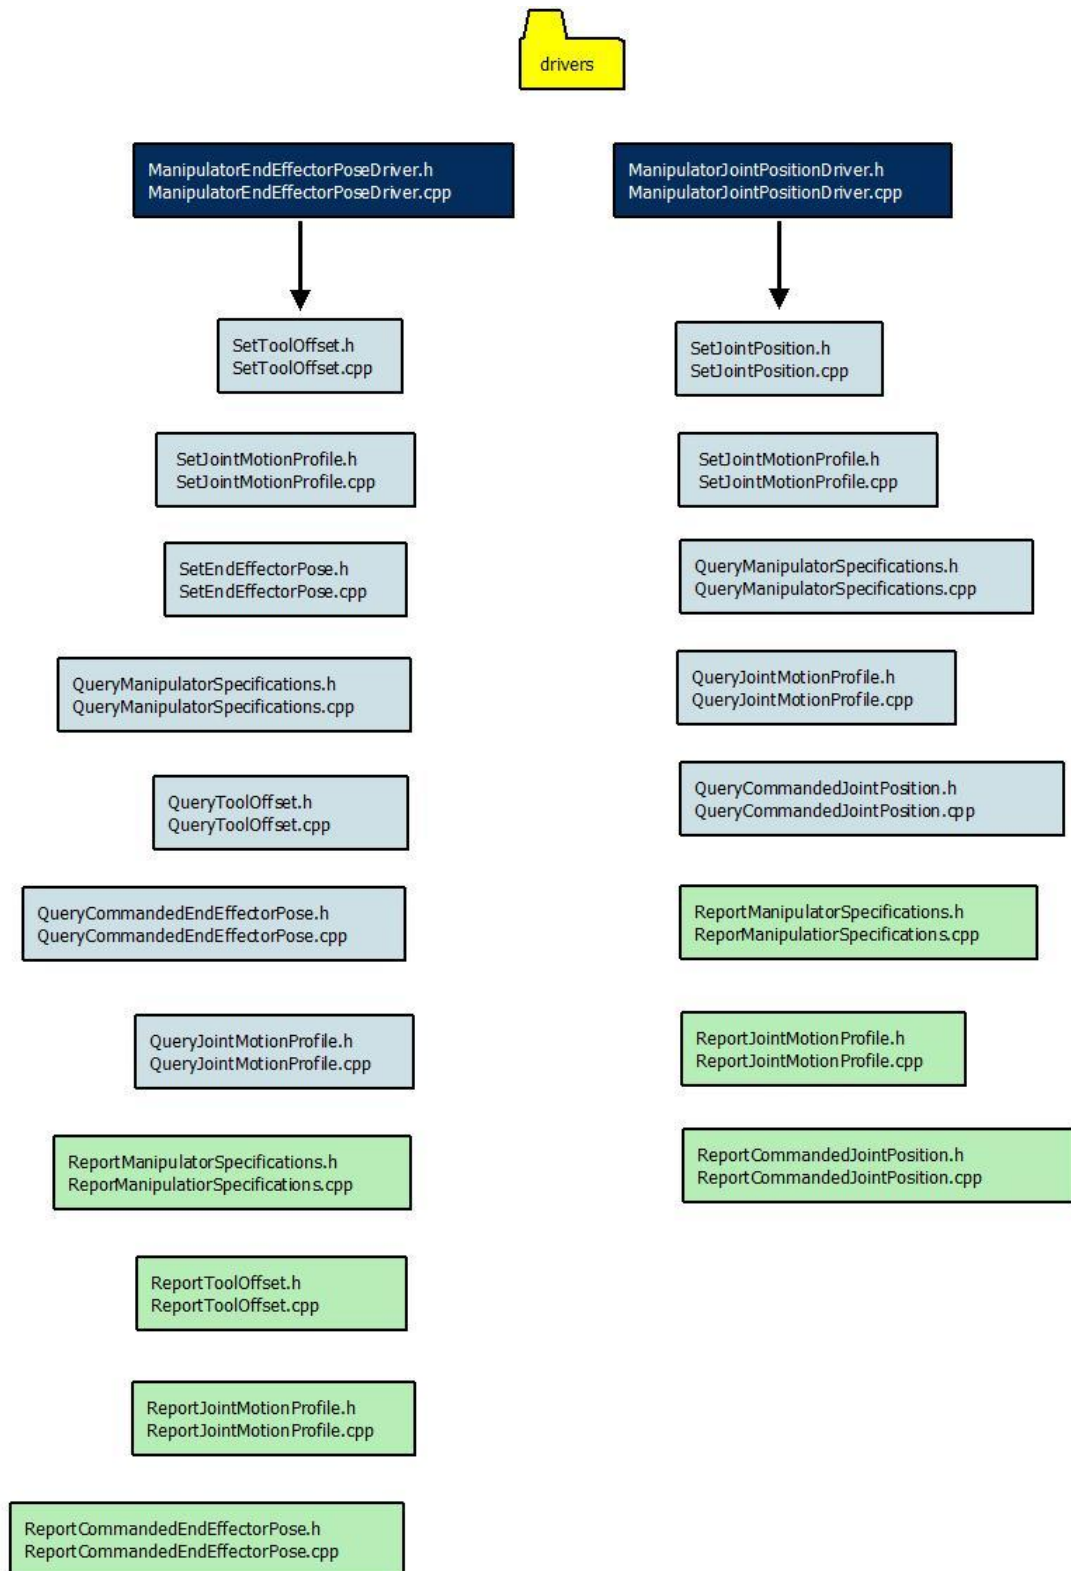 drivers
ManipulatorEndEffectorPoseDriver.h
ManipulatorEndEffectorPoseDriver.cpp
SetToolOffset.h
SetToolOffset.cpp
SetJointMotionProfile.h
SetJointMotionProfile.cpp
SetEndEffectorPose.h
SetEndEffectorPose.cpp
QueryManipulatorSpecifications.h
QueryManipulatorSpecifications.cpp
QueryToolOffset.h
QueryToolOffset.cpp
QueryCommandedEndEffectorPose.h
QueryCommandedEndEffectorPose.cpp
QueryJointMotionProfile.h
QueryJointMotionProfile.cpp
ReportManipulatorSpecifications.h
ReporManipulatiorSpecifications.cpp
ReportToolOffset.h
ReportToolOffset.cpp
ReportJointMotionProfile.h
ReportJointMotionProfile.cpp
ReportCommandedEndEffectorPose.h
ReportCommandedEndEffectorPose.cpp
ManipulatorJointPositionDriver.h
ManipulatorJointPositionDriver.cpp
SetJointPosition.h
SetJointPosition.cpp
SetJointMotionProfile.h
SetJointMotionProfile.cpp
QueryManipulatorSpecifications.h
QueryManipulatorSpecifications.cpp
QueryJointMotionProfile.h
QueryJointMotionProfile.cpp
QueryCommandedJointPosition.h
QueryCommandedJointPosition.cpp
ReportManipulatorSpecifications.h
ReporManipulatiorSpecifications.cpp
ReportJointMotionProfile.h
ReportJointMotionProfile.cpp
ReportCommandedJointPosition.h
ReportCommandedJointPosition.cpp